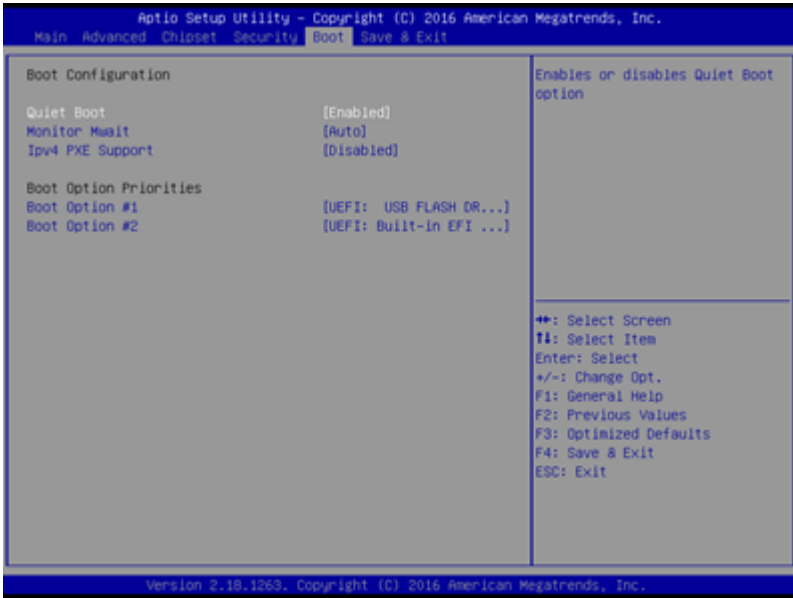 Aptio Setup Utility – Copyright (C) 2016 American Megatrends, Inc.
Main Advanced Chipset Security Boot Save & Exit
Boot Configuration
Quiet Boot [Enabled]
Monitor Mwait [Auto]
Ipv4 PXE Support [Disabled]
Boot Option Priorities
Boot Option #1 [UEFI: USB FLASH DR...]
Boot Option #2 [UEFI: Built-in EFI ...]
Enables or disables Quiet Boot
option
→←: Select Screen
↑↓: Select Item
Enter: Select
+/-: Change Opt.
F1: General Help
F2: Previous Values
F3: Optimized Defaults
F4: Save & Exit
ESC: Exit
Version 2.18.1263. Copyright (C) 2016 American Megatrends, Inc.